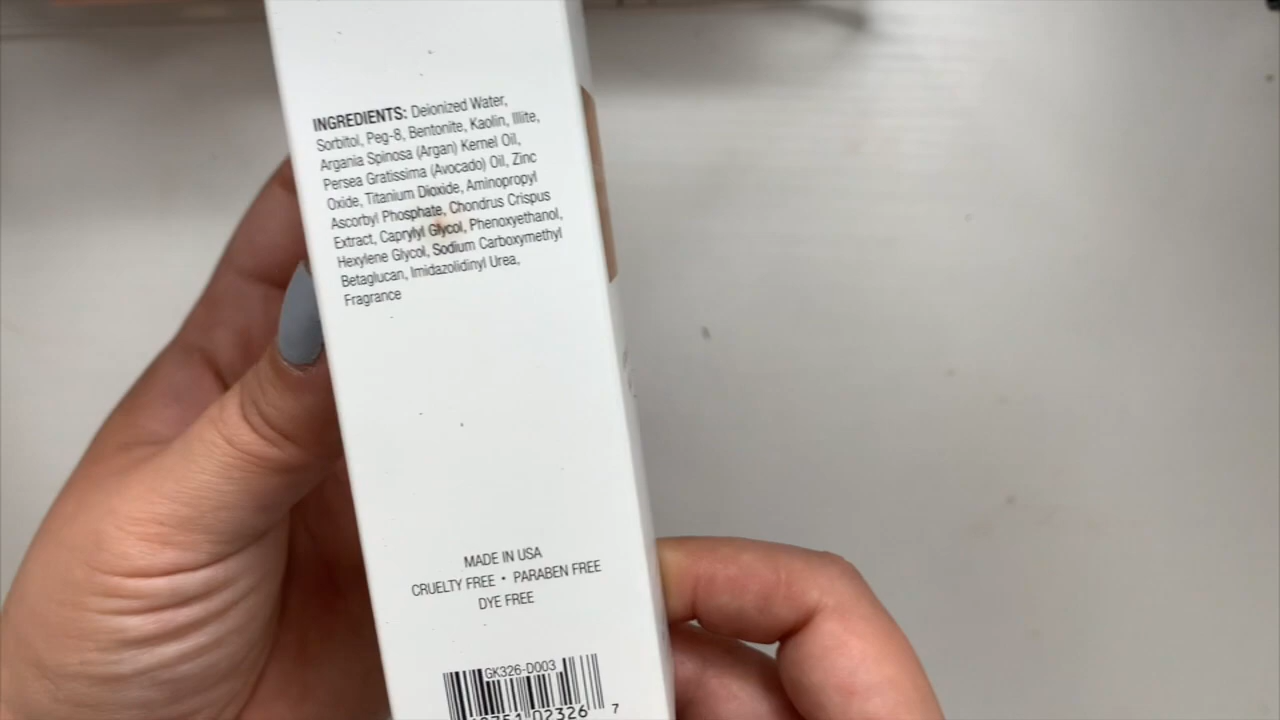 INGREDIENTS: Deionized Water,
Sorbitol, Peg-8, Bentonite, Kaolin, Illite,
Argania Spinosa (Argan) Kernel Oil,
Persea Gratissima (Avocado) Oil, Zinc
Oxide, Titanium Dioxide, Aminopropyl
Ascorbyl Phosphate, Chondrus Crispus
Extract, Caprylyl Glycol, Phenoxyethanol,
Hexylene Glycol, Sodium Carboxymethyl
Betaglucan, Imidazolidinyl Urea,
Fragrance
MADE IN USA
CRUELTY FREE • PARABEN FREE
DYE FREE
GK326-D003
02326 7